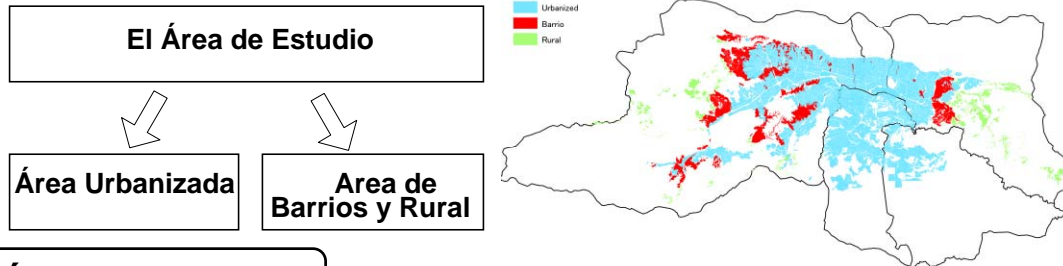 El Área de Estudio
Urbanized
Barrio
Rural
Área Urbanizada
Area de
Barrios y Rural